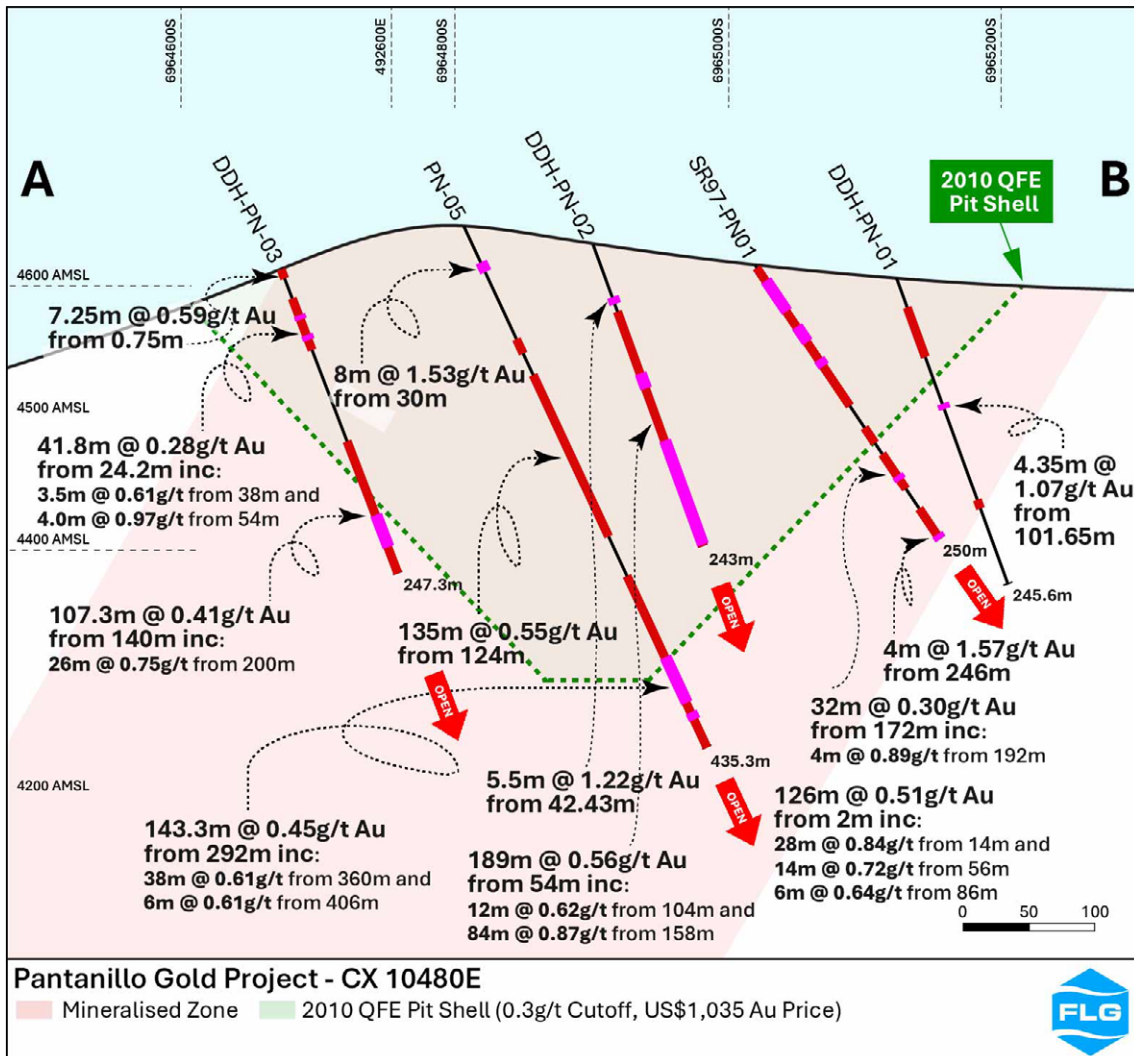 6964600S
492600E
6964800S
6965000S
6965200S
A
B
DDH-PN-03
PN-05
DDH-PN-02
SR97-PN01
DDH-PN-01
2010 QFE
Pit Shell
4600 AMSL
7.25m @ 0.59g/t Au
from 0.75m
8m @ 1.53g/t Au
from 30m
4500 AMSL
41.8m @ 0.28g/t Au
from 24.2m inc:
3.5m @ 0.61g/t from 38m and
4.0m @ 0.97g/t from 54m
4.35m @
1.07g/t Au
from
101.65m
4400 AMSL
247.3m
243m
250m
245.6m
OPEN
OPEN
107.3m @ 0.41g/t Au
from 140m inc:
26m @ 0.75g/t from 200m
135m @ 0.55g/t Au
from 124m
4m @ 1.57g/t Au
from 246m
OPEN
32m @ 0.30g/t Au
from 172m inc:
4m @ 0.89g/t from 192m
435.3m
OPEN
4200 AMSL
5.5m @ 1.22g/t Au
from 42.43m
143.3m @ 0.45g/t Au
from 292m inc:
38m @ 0.61g/t from 360m and
6m @ 0.61g/t from 406m
189m @ 0.56g/t Au
from 54m inc:
12m @ 0.62g/t from 104m and
84m @ 0.87g/t from 158m
126m @ 0.51g/t Au
from 2m inc:
28m @ 0.84g/t from 14m and
14m @ 0.72g/t from 56m
6m @ 0.64g/t from 86m
0 50 100
Pantanillo Gold Project - CX 10480E
Mineralised Zone
2010 QFE Pit Shell (0.3g/t Cutoff, US$1,035 Au Price)
FLG